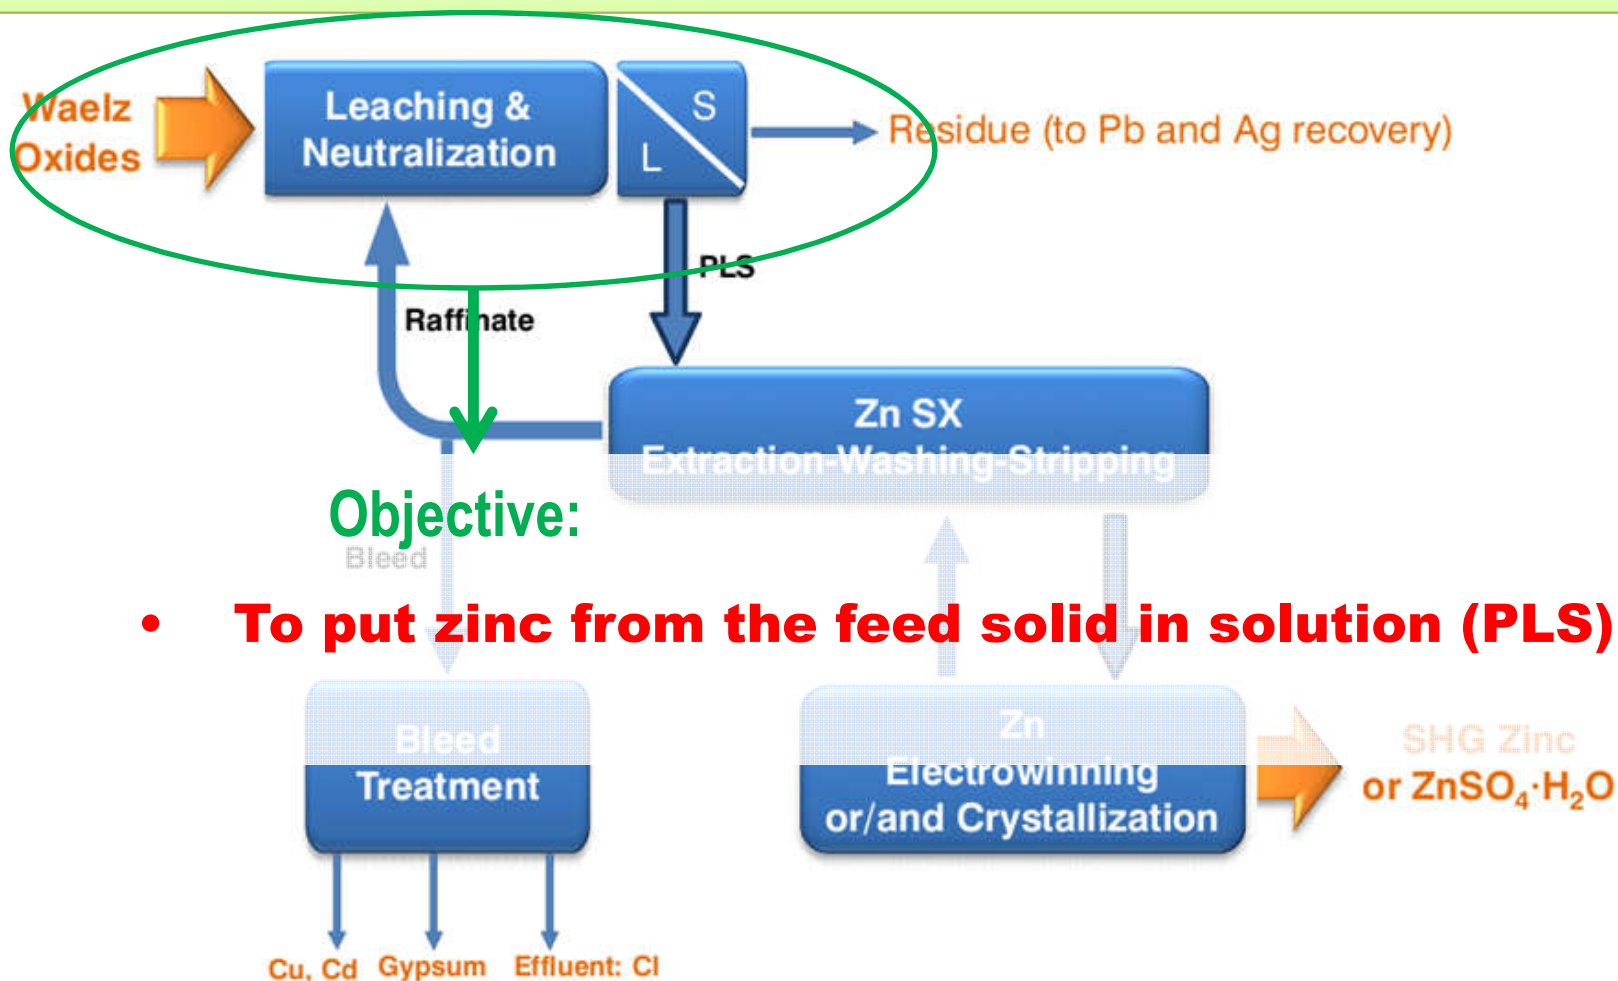 Waelz
Oxides
Leaching &
Neutralization
S
L
Residue (to Pb and Ag recovery)
PLS
Raffinate
Zn SX
Extraction-Washing-Stripping
Objective:
Bleed
• To put zinc from the feed solid in solution (PLS)
Bleed
Treatment
Zn
Electrowinning
or/and Crystallization
SHG Zinc
or ZnSO₄·H₂O
Cu, Cd
Gypsum
Effluent: Cl